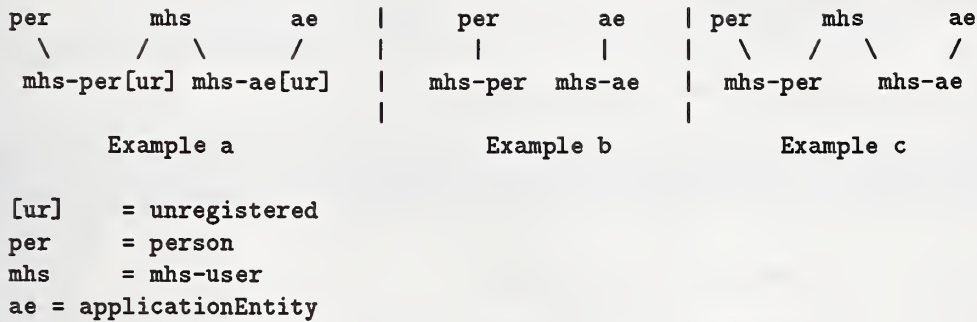 per mhs ae | per ae | per mhs ae
\ / \ / | | | | \ / \ /
mhs-per[ur] mhs-ae[ur] | mhs-per mhs-ae | mhs-per mhs-ae
Example a Example b Example c
[ur] = unregistered
per = person
mhs = mhs-user
ae = applicationEntity